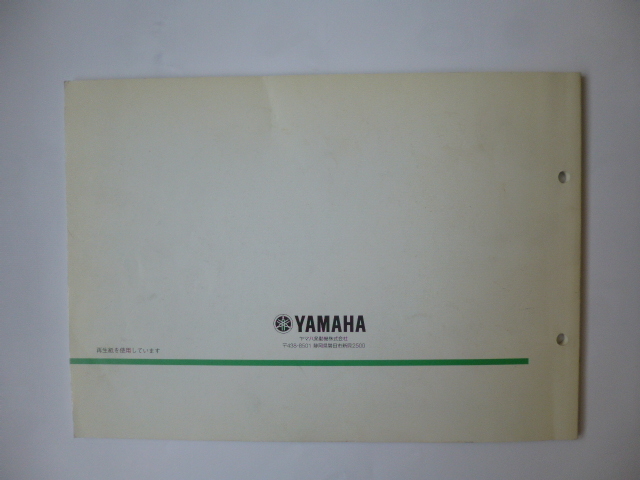 YAMAHA
ヤマハ発動機株式会社
〒438-8501 静岡県磐田市新貝2500
再生紙を使用しています